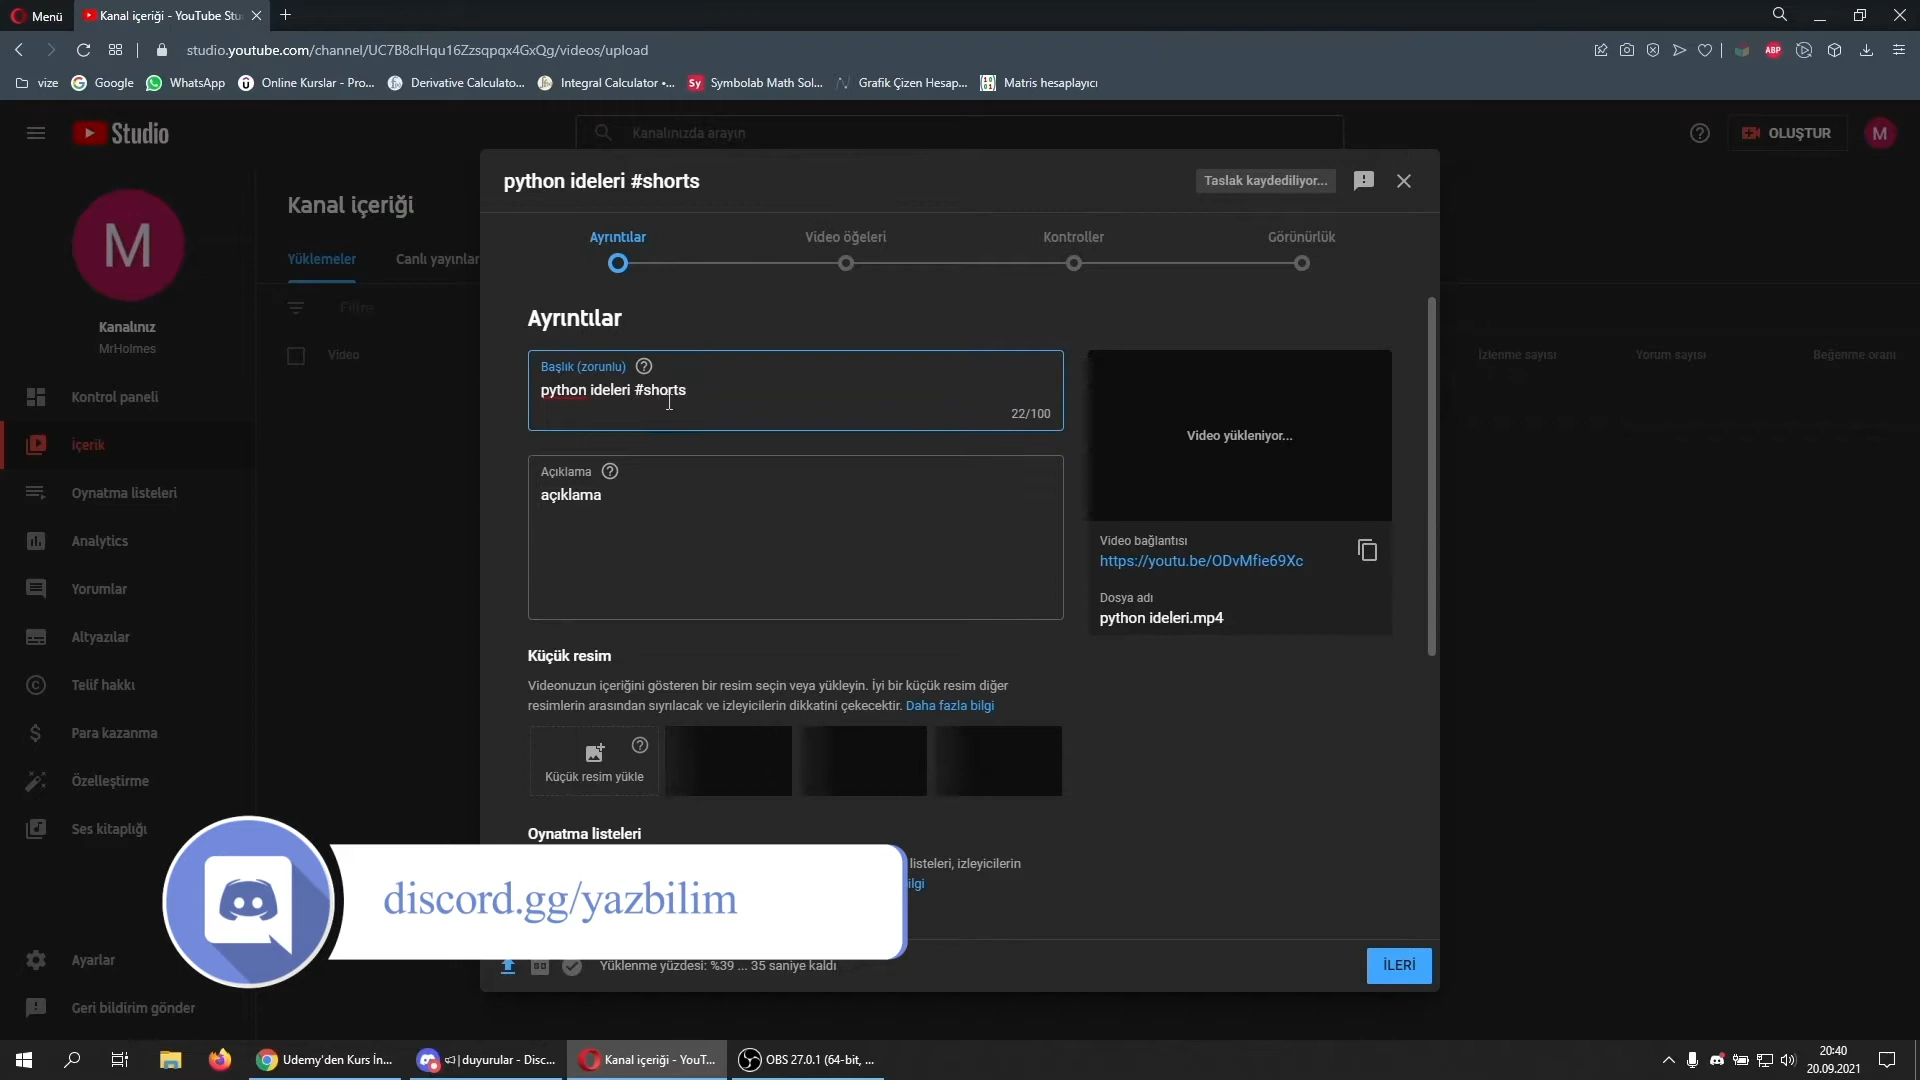 Menü
Kanal içeriği - YouTube Stu
studio.youtube.com/channel/UC7B8clHqu16Zzsqpqx4GxQg/videos/upload
ABP
vize
Google
WhatsApp
Online Kurslar - Pro...
Derivative Calculato...
Integral Calculator •...
Sy
Symbolab Math Sol...
Grafik Çizen Hesap...
Matris hesaplayıcı
Studio
Kanalınızda arayın
OLUŞTUR
M
M
Kanalınız
MrHolmes
Kontrol paneli
İçerik
Oynatma listeleri
Analytics
Yorumlar
Altyazılar
Telif hakkı
Para kazanma
Özelleştirme
Ses kitaplığı
Ayarlar
Geri bildirim gönder
Kanal içeriği
Yüklemeler
Canlı yayınlar
Filtre
Video
İzlenme sayısı
Yorum sayısı
Beğenme oranı
python ideleri #shorts
Taslak kaydediliyor...
Ayrıntılar
Video öğeleri
Kontroller
Görünürlük
Ayrıntılar
Başlık (zorunlu)
python ideleri #shorts
22/100
Açıklama
açıklama
Video yükleniyor...
Video bağlantısı
https://youtu.be/ODvMfie69Xc
Dosya adı
python ideleri.mp4
Küçük resim
Videonuzun içeriğini gösteren bir resim seçin veya yükleyin. İyi bir küçük resim diğer
resimlerin arasından sıyrılacak ve izleyicilerin dikkatini çekecektir. Daha fazla bilgi
Küçük resim yükle
Oynatma listeleri
listeleri, izleyicilerin
ilgi
discord.gg/yazbilim
Yüklenme yüzdesi: %39 ... 35 saniye kaldı
İLERİ
Udemy'den Kurs İn...
duyurular - Disc...
Kanal içeriği - YouT...
OBS 27.0.1 (64-bit, ...
20:40
20.09.2021